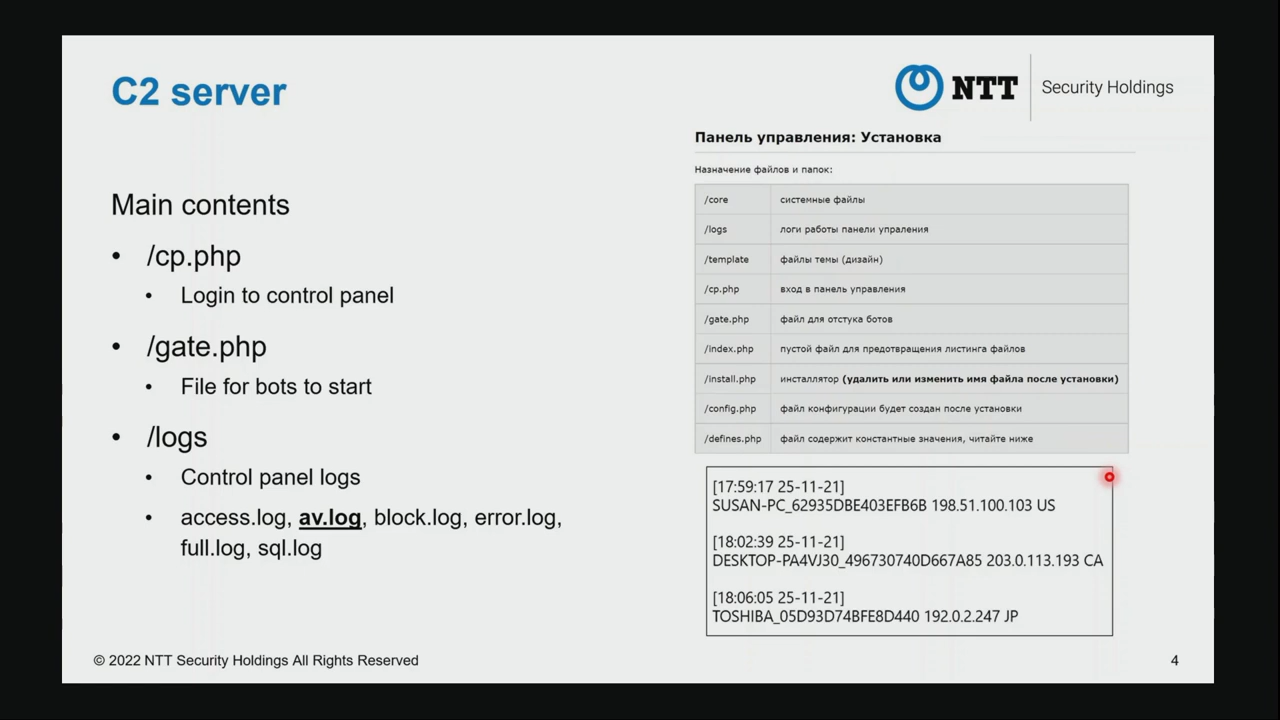 C2 server
NTT Security Holdings
Main contents
• /cp.php
• Login to control panel
• /gate.php
• File for bots to start
• /logs
• Control panel logs
• access.log, av.log, block.log, error.log,
full.log, sql.log
Панель управления: Установка
Назначение файлов и папок:
/core системные файлы
/logs логи работы панели упраления
/template файлы темы (дизайн)
/cp.php вход в панель управления
/gate.php файл для отстука ботов
/index.php пустой файл для предотвращения листинга файлов
/install.php инсталлятор (удалить или изменить имя файла после установки)
/config.php файл конфигурации будет создан после установки
/defines.php файл содержит константные значения, читайте ниже
[17:59:17 25-11-21]
SUSAN-PC_62935DBE403EFB6B 198.51.100.103 US
[18:02:39 25-11-21]
DESKTOP-PA4VJ30_496730740D667A85 203.0.113.193 CA
[18:06:05 25-11-21]
TOSHIBA_05D93D74BFE8D440 192.0.2.247 JP
© 2022 NTT Security Holdings All Rights Reserved
4